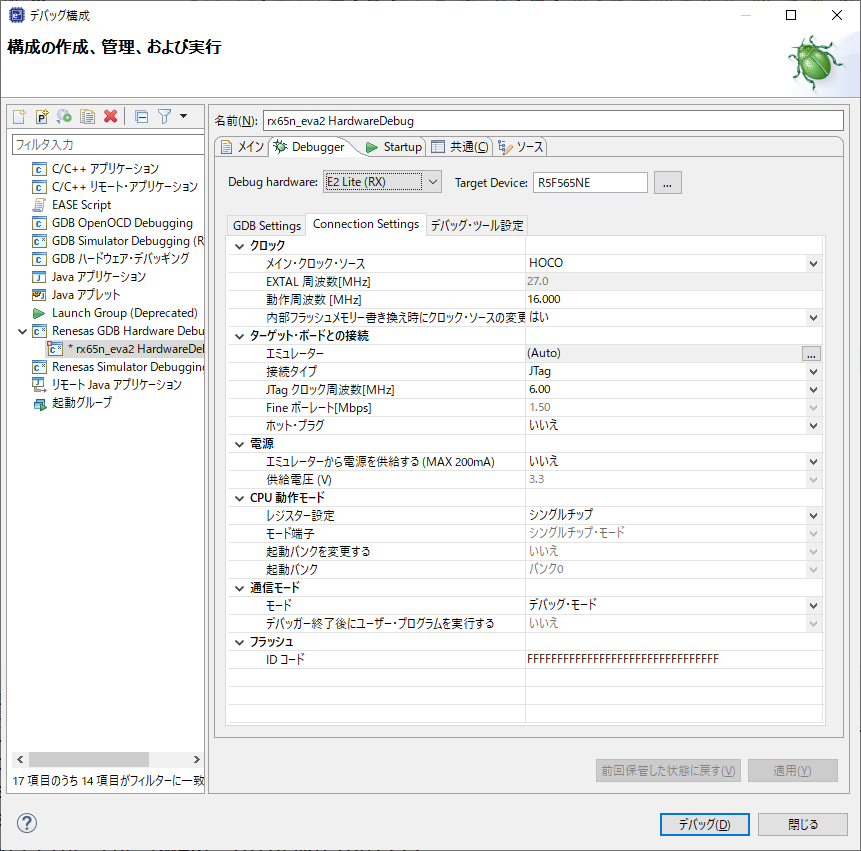 デバッグ構成
構成の作成、管理、および実行
フィルタ入力
C/C++ アプリケーション
C/C++ リモート・アプリケーション
EASE Script
GDB OpenOCD Debugging
GDB Simulator Debugging (R
GDB ハードウェア・デバッギング
Java アプリケーション
Java アプレット
Launch Group (Deprecated)
Renesas GDB Hardware Debu
* rx65n_eva2 HardwareDel
Renesas Simulator Debugging
リモート Java アプリケーション
起動グループ
17 項目のうち 14 項目がフィルターに一致
名前(N): rx65n_eva2 HardwareDebug
メイン Debugger Startup 共通(C) ソース
Debug hardware: E2 Lite (RX) Target Device: R5F565NE ...
GDB Settings Connection Settings デバッグ・ツール設定
クロック
メイン・クロック・ソース HOCO
EXTAL 周波数[MHz] 27.0
動作周波数 [MHz] 16.000
内部フラッシュメモリー書き換え時にクロック・ソースの変更 はい
ターゲット・ボードとの接続
エミュレーター (Auto) ...
接続タイプ JTag
JTag クロック周波数[MHz] 6.00
Fine ボーレート[Mbps] 1.50
ホット・プラグ いいえ
電源
エミュレーターから電源を供給する (MAX 200mA) いいえ
供給電圧 (V) 3.3
CPU 動作モード
レジスター設定 シングルチップ
モード端子 シングルチップ・モード
起動バンクを変更する いいえ
起動バンク バンク0
通信モード
モード デバッグ・モード
デバッガー終了後にユーザー・プログラムを実行する いいえ
フラッシュ
ID コード FFFFFFFFFFFFFFFFFFFFFFFFFFFFFFFF
前回保管した状態に戻す(V) 適用(Y)
? デバッグ(D) 閉じる